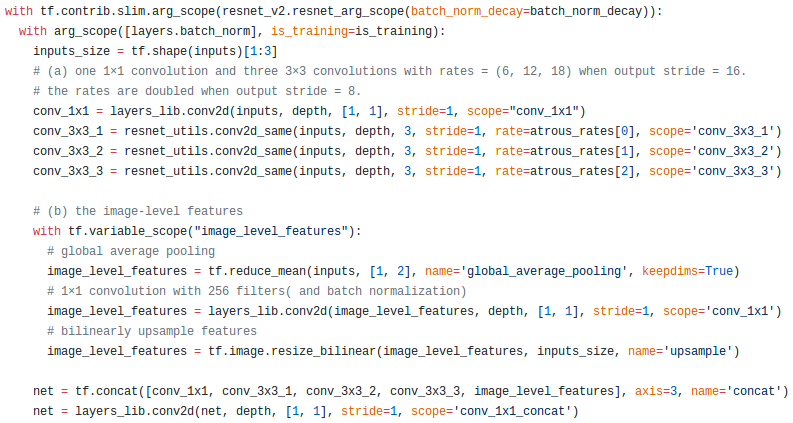 with tf.contrib.slim.arg_scope(resnet_v2.resnet_arg_scope(batch_norm_decay=batch_norm_decay)):
  with arg_scope([layers.batch_norm], is_training=is_training):
    inputs_size = tf.shape(inputs)[1:3]
    # (a) one 1×1 convolution and three 3×3 convolutions with rates = (6, 12, 18) when output stride = 16.
    # the rates are doubled when output stride = 8.
    conv_1x1 = layers_lib.conv2d(inputs, depth, [1, 1], stride=1, scope="conv_1x1")
    conv_3x3_1 = resnet_utils.conv2d_same(inputs, depth, 3, stride=1, rate=atrous_rates[0], scope='conv_3x3_1')
    conv_3x3_2 = resnet_utils.conv2d_same(inputs, depth, 3, stride=1, rate=atrous_rates[1], scope='conv_3x3_2')
    conv_3x3_3 = resnet_utils.conv2d_same(inputs, depth, 3, stride=1, rate=atrous_rates[2], scope='conv_3x3_3')

    # (b) the image-level features
    with tf.variable_scope("image_level_features"):
      # global average pooling
      image_level_features = tf.reduce_mean(inputs, [1, 2], name='global_average_pooling', keepdims=True)
      # 1×1 convolution with 256 filters( and batch normalization)
      image_level_features = layers_lib.conv2d(image_level_features, depth, [1, 1], stride=1, scope='conv_1x1')
      # bilinearly upsample features
      image_level_features = tf.image.resize_bilinear(image_level_features, inputs_size, name='upsample')

    net = tf.concat([conv_1x1, conv_3x3_1, conv_3x3_2, conv_3x3_3, image_level_features], axis=3, name='concat')
    net = layers_lib.conv2d(net, depth, [1, 1], stride=1, scope='conv_1x1_concat')